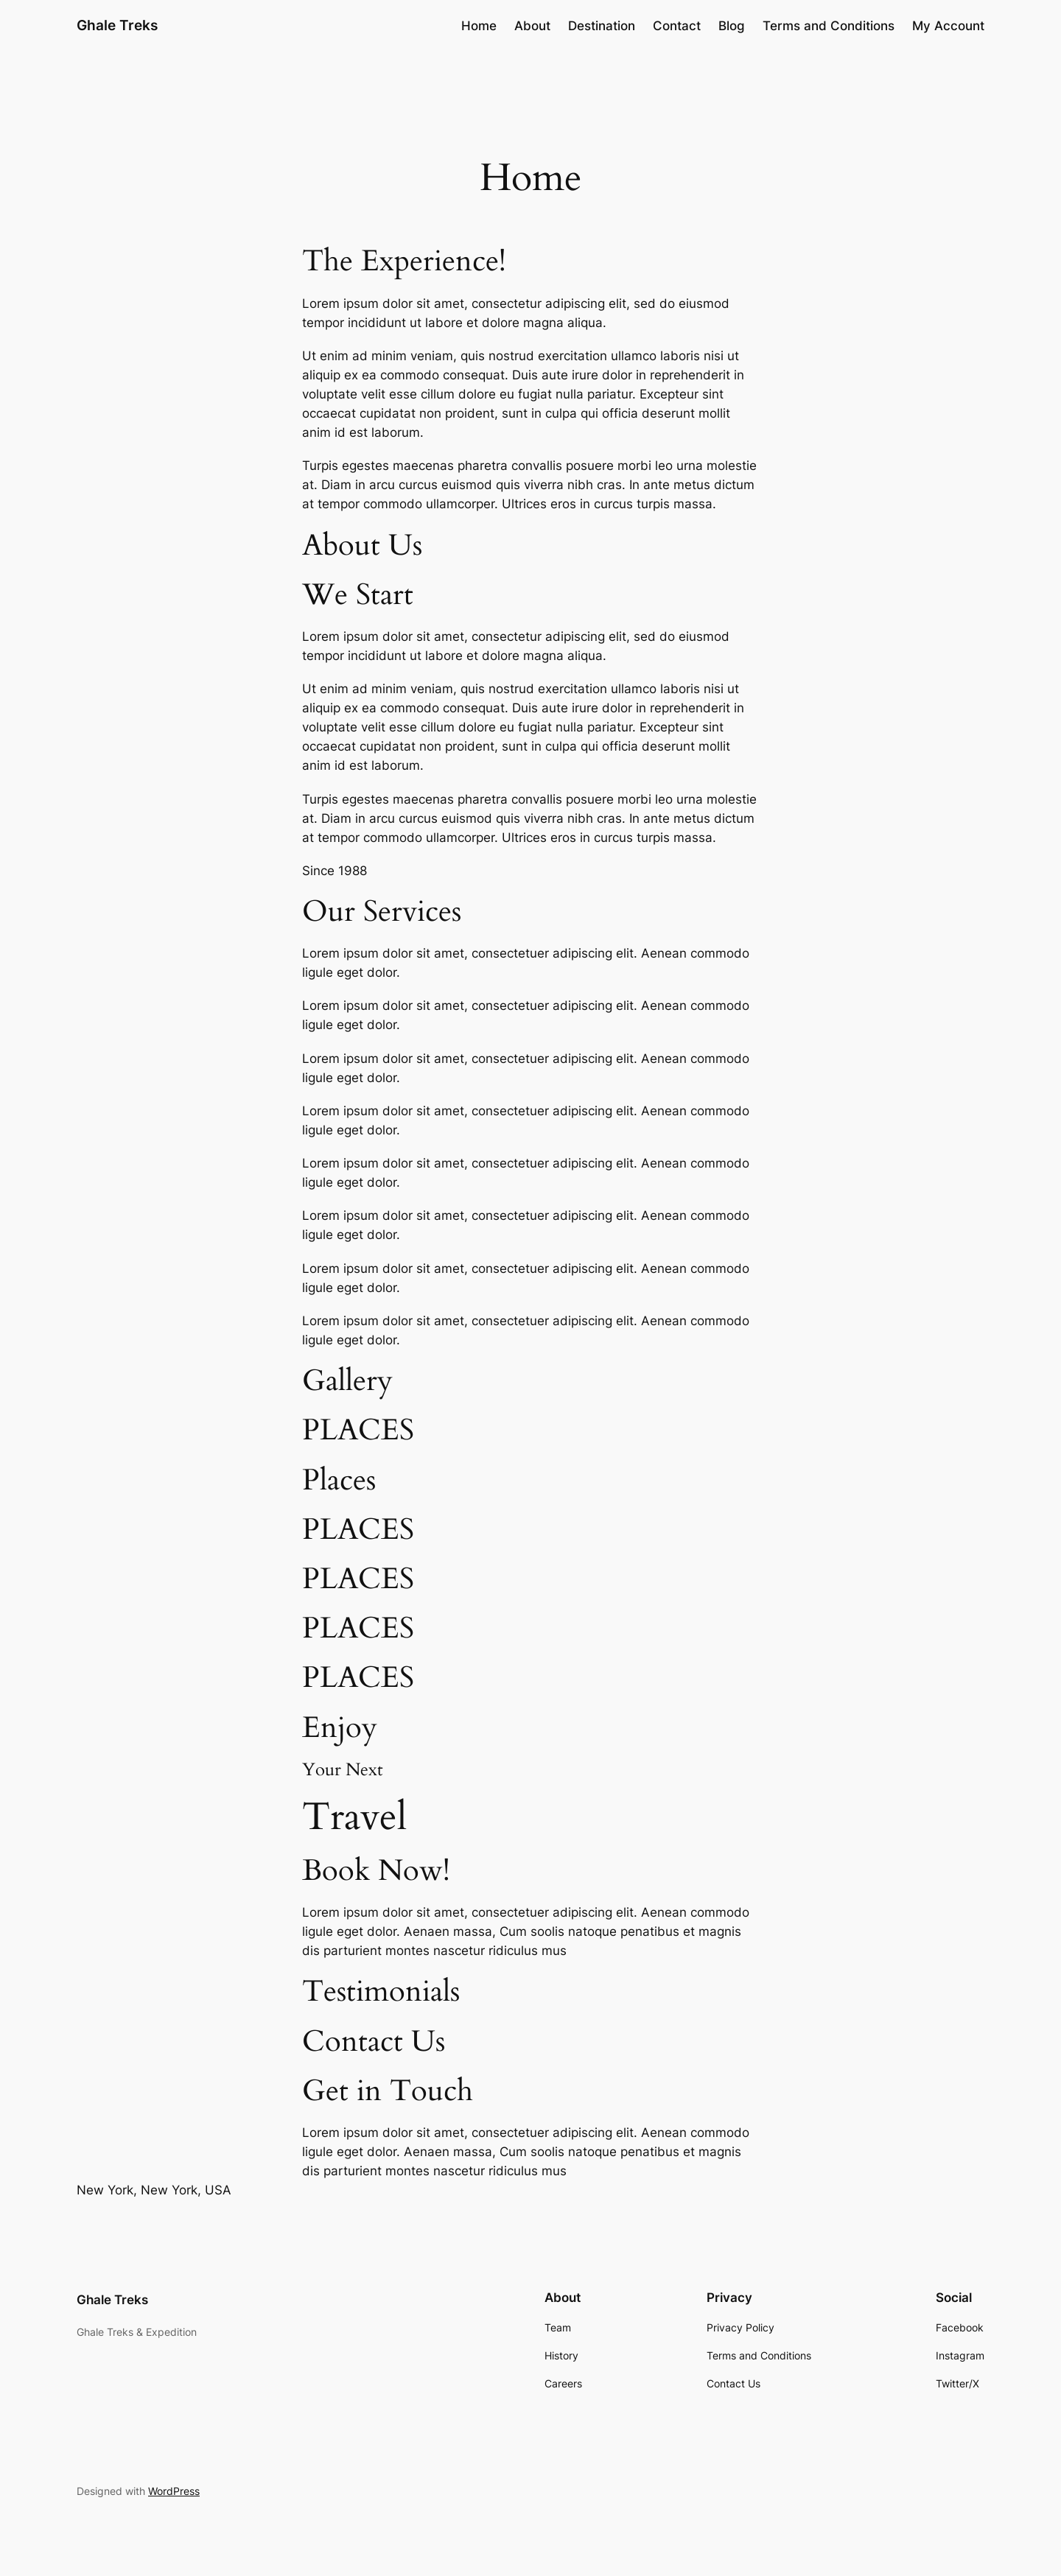 Ghale Treks
Home About Destination Contact Blog Terms and Conditions My Account
Home
The Experience!
Lorem ipsum dolor sit amet, consectetur adipiscing elit, sed do eiusmod
tempor incididunt ut labore et dolore magna aliqua.
Ut enim ad minim veniam, quis nostrud exercitation ullamco laboris nisi ut
aliquip ex ea commodo consequat. Duis aute irure dolor in reprehenderit in
voluptate velit esse cillum dolore eu fugiat nulla pariatur. Excepteur sint
occaecat cupidatat non proident, sunt in culpa qui officia deserunt mollit
anim id est laborum.
Turpis egestes maecenas pharetra convallis posuere morbi leo urna molestie
at. Diam in arcu curcus euismod quis viverra nibh cras. In ante metus dictum
at tempor commodo ullamcorper. Ultrices eros in curcus turpis massa.
About Us
We Start
Lorem ipsum dolor sit amet, consectetur adipiscing elit, sed do eiusmod
tempor incididunt ut labore et dolore magna aliqua.
Ut enim ad minim veniam, quis nostrud exercitation ullamco laboris nisi ut
aliquip ex ea commodo consequat. Duis aute irure dolor in reprehenderit in
voluptate velit esse cillum dolore eu fugiat nulla pariatur. Excepteur sint
occaecat cupidatat non proident, sunt in culpa qui officia deserunt mollit
anim id est laborum.
Turpis egestes maecenas pharetra convallis posuere morbi leo urna molestie
at. Diam in arcu curcus euismod quis viverra nibh cras. In ante metus dictum
at tempor commodo ullamcorper. Ultrices eros in curcus turpis massa.
Since 1988
Our Services
Lorem ipsum dolor sit amet, consectetuer adipiscing elit. Aenean commodo
ligule eget dolor.
Lorem ipsum dolor sit amet, consectetuer adipiscing elit. Aenean commodo
ligule eget dolor.
Lorem ipsum dolor sit amet, consectetuer adipiscing elit. Aenean commodo
ligule eget dolor.
Lorem ipsum dolor sit amet, consectetuer adipiscing elit. Aenean commodo
ligule eget dolor.
Lorem ipsum dolor sit amet, consectetuer adipiscing elit. Aenean commodo
ligule eget dolor.
Lorem ipsum dolor sit amet, consectetuer adipiscing elit. Aenean commodo
ligule eget dolor.
Lorem ipsum dolor sit amet, consectetuer adipiscing elit. Aenean commodo
ligule eget dolor.
Lorem ipsum dolor sit amet, consectetuer adipiscing elit. Aenean commodo
ligule eget dolor.
Gallery
PLACES
Places
PLACES
PLACES
PLACES
PLACES
Enjoy
Your Next
Travel
Book Now!
Lorem ipsum dolor sit amet, consectetuer adipiscing elit. Aenean commodo
ligule eget dolor. Aenaen massa, Cum soolis natoque penatibus et magnis
dis parturient montes nascetur ridiculus mus
Testimonials
Contact Us
Get in Touch
Lorem ipsum dolor sit amet, consectetuer adipiscing elit. Aenean commodo
ligule eget dolor. Aenaen massa, Cum soolis natoque penatibus et magnis
dis parturient montes nascetur ridiculus mus
New York, New York, USA
Ghale Treks
Ghale Treks & Expedition
About
Team
History
Careers
Privacy
Privacy Policy
Terms and Conditions
Contact Us
Social
Facebook
Instagram
Twitter/X
Designed with WordPress